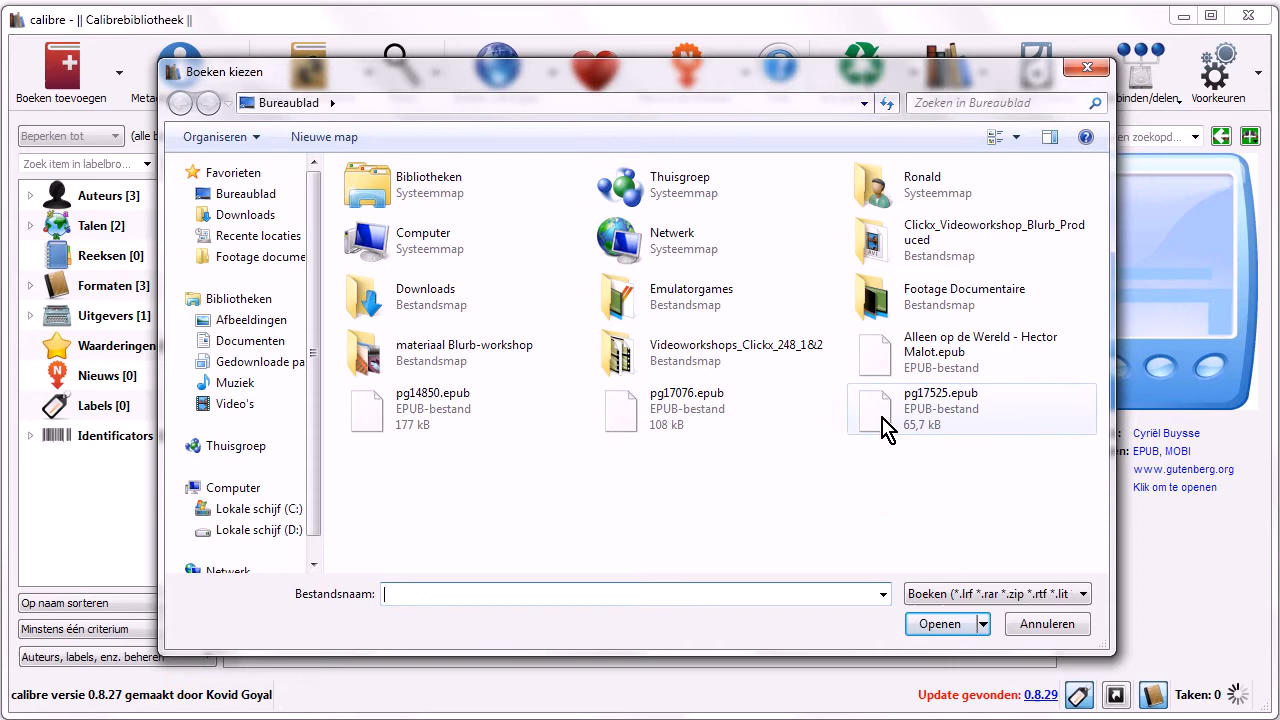 calibre - || Calibrebibliotheek ||
Boeken toevoegen
binden/delen
Voorkeuren
Boeken kiezen
Bureaublad
Zoeken in Bureaublad
Organiseren
Nieuwe map
Beperken tot
Zoek item in labelbro...
Auteurs [3]
Talen [2]
Reeksen [0]
Formaten [3]
Uitgevers [1]
Waarderingen
Nieuws [0]
Labels [0]
Identificators
Op naam sorteren
Minstens één criterium
Auteurs, labels, enz. beheren
Favorieten
Bureaublad
Downloads
Recente locaties
Footage docume
Bibliotheken
Afbeeldingen
Documenten
Gedownloade pa
Muziek
Video's
Thuisgroep
Computer
Lokale schijf (C:)
Lokale schijf (D:)
Netwerk
Bibliotheken
Systeemmap
Thuisgroep
Systeemmap
Ronald
Systeemmap
Computer
Systeemmap
Netwerk
Systeemmap
Clickx_Videoworkshop_Blurb_Prod
uced
Bestandsmap
Downloads
Bestandsmap
Emulatorgames
Bestandsmap
Footage Documentaire
Bestandsmap
materiaal Blurb-workshop
Bestandsmap
Videoworkshops_Clickx_248_1&2
Bestandsmap
Alleen op de Wereld - Hector
Malot.epub
EPUB-bestand
pg14850.epub
EPUB-bestand
177 kB
pg17076.epub
EPUB-bestand
108 kB
pg17525.epub
EPUB-bestand
65,7 kB
Bestandsnaam:
Boeken (*.lrf *.rar *.zip *.rtf *.lit
Openen
Annuleren
en zoekopd...
Cyriël Buysse
EPUB, MOBI
www.gutenberg.org
Klik om te openen
calibre versie 0.8.27 gemaakt door Kovid Goyal
Update gevonden: 0.8.29
Taken: 0